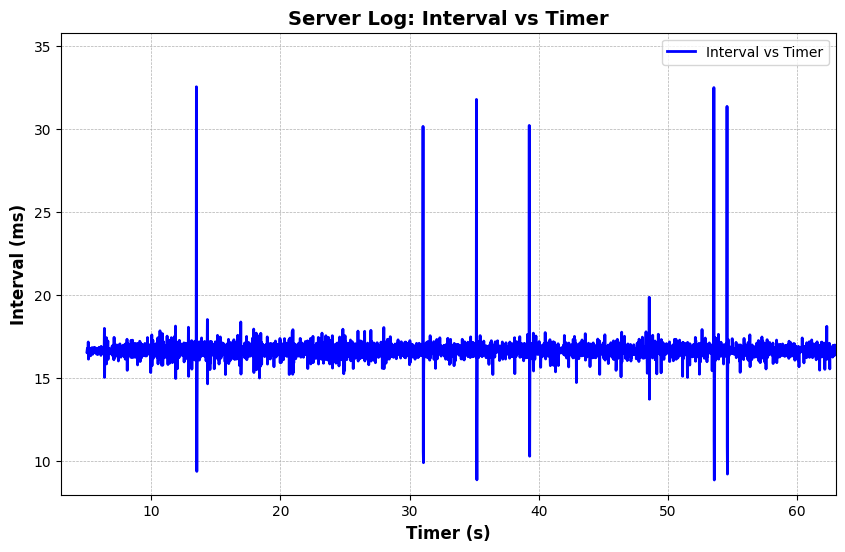 Server Log: Interval vs Timer
Interval vs Timer
Interval (ms)
35
30
25
20
15
10
10 20 30 40 50 60
Timer (s)